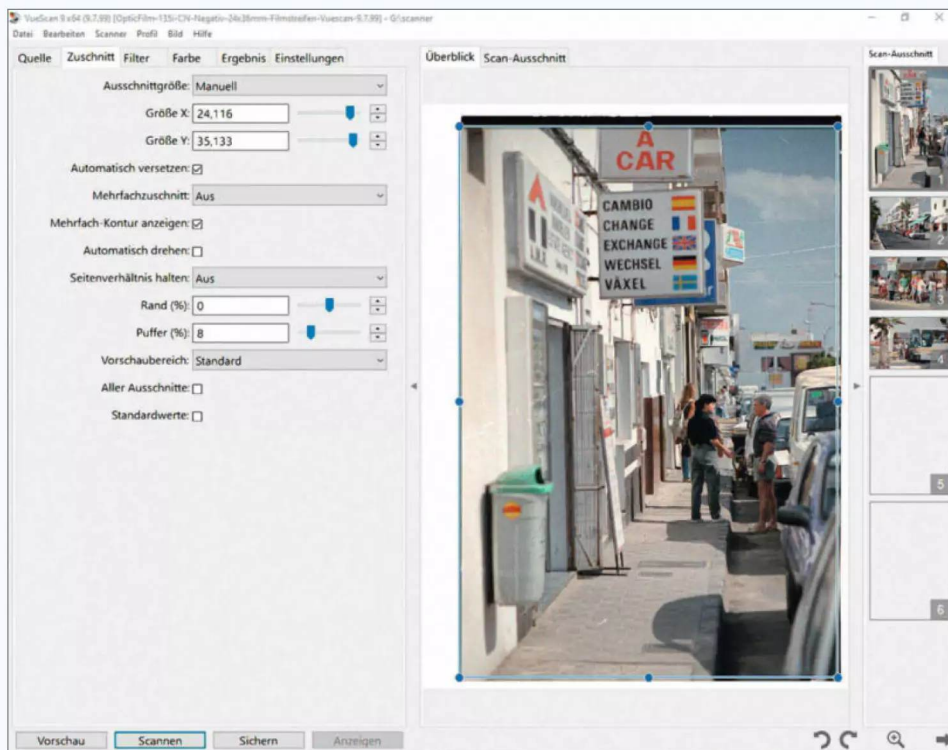 VueScan 9 x64 (9.7.99) [OpticFilm-135i-CN-Negativ-24x36mm-Filmstreifen-Vuescan-9.7.99] - G:\scanner
Datei Bearbeiten Scanner Profil Bild Hilfe
Quelle Zuschnitt Filter Farbe Ergebnis Einstellungen
Ausschnittgröße: Manuell
Größe X: 24,116
Größe Y: 35,133
Automatisch versetzen:
Mehrfachzuschnitt: Aus
Mehrfach-Kontur anzeigen:
Automatisch drehen:
Seitenverhältnis halten: Aus
Rand (%): 0
Puffer (%): 8
Vorschaubereich: Standard
Aller Ausschnitte:
Standardwerte:
Vorschau Scannen Sichern Anzeigen
Überblick Scan-Ausschnitt
A
CAR
CAMBIO
CHANGE
EXCHANGE
WECHSEL
VÄXEL
Scan-Ausschnitt
1
2
3
4
5
6